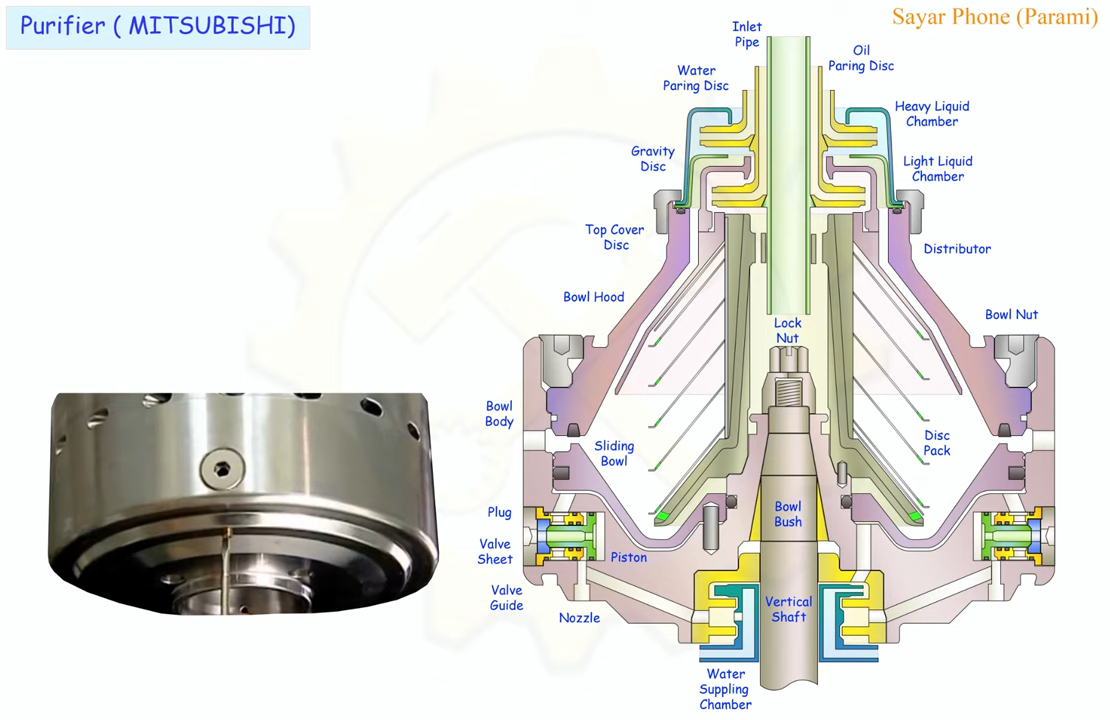 Purifier ( MITSUBISHI)
Sayar Phone (Parami)
Inlet
Pipe
Oil
Paring Disc
Water
Paring Disc
Heavy Liquid
Chamber
Gravity
Disc
Light Liquid
Chamber
Top Cover
Disc
Distributor
Bowl Hood
Bowl Nut
Lock
Nut
Bowl
Body
Sliding
Bowl
Disc
Pack
Plug
Bowl
Bush
Valve
Sheet
Piston
Valve
Guide
Nozzle
Vertical
Shaft
Water
Suppling
Chamber